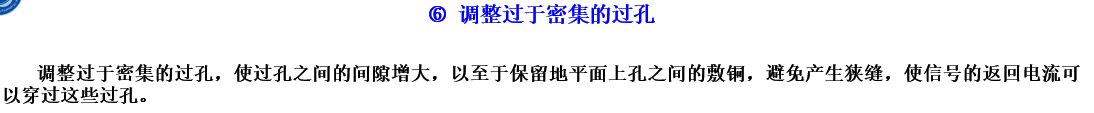 ⑥ 调整过于密集的过孔
调整过于密集的过孔，使过孔之间的间隙增大，以至于保留地平面上孔之间的敷铜，避免产生狭缝，使信号的返回电流可
以穿过这些过孔。